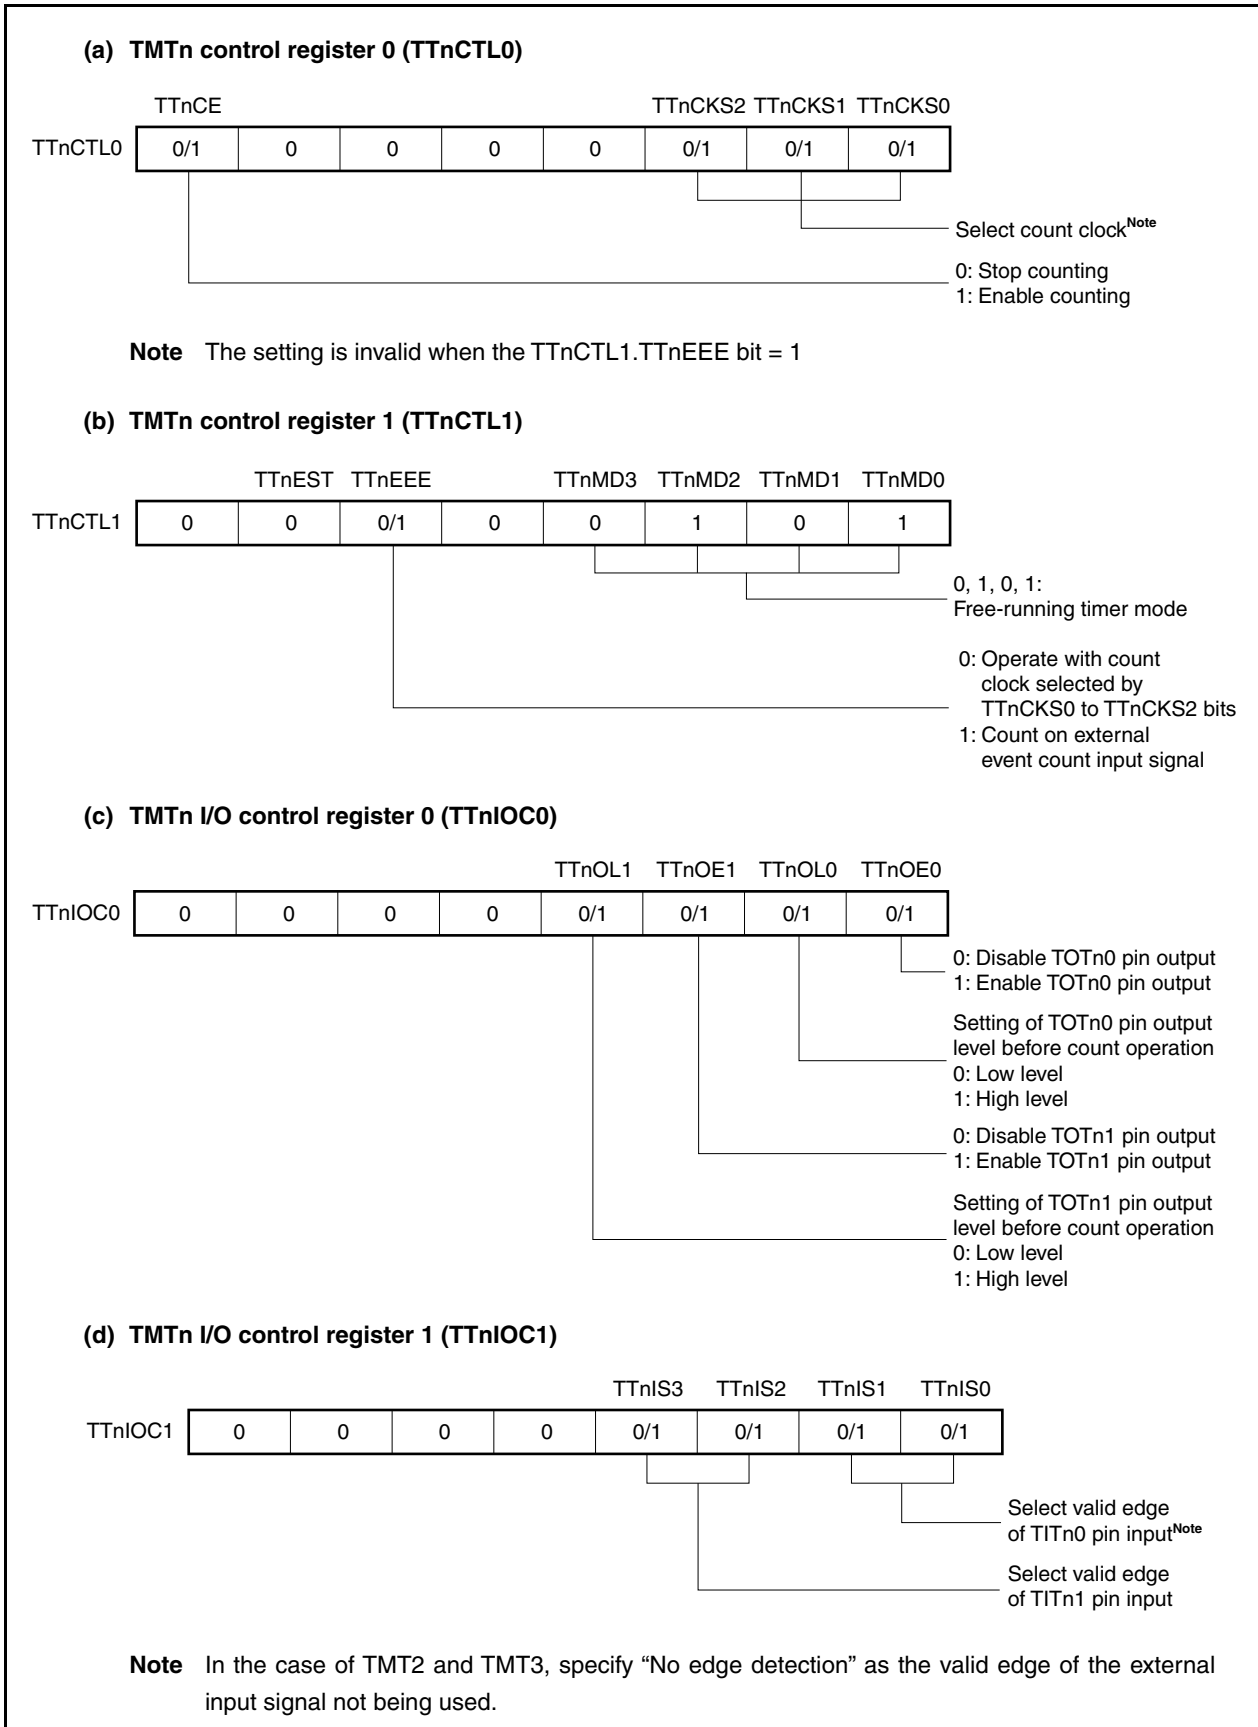 (a) TMTn control register 0 (TTnCTL0)
TTnCE TTnCKS2 TTnCKS1 TTnCKS0
TTnCTL0 0/1 0 0 0 0 0/1 0/1 0/1
Select count clockNote
0: Stop counting
1: Enable counting
Note The setting is invalid when the TTnCTL1.TTnEEE bit = 1
(b) TMTn control register 1 (TTnCTL1)
TTnEST TTnEEE TTnMD3 TTnMD2 TTnMD1 TTnMD0
TTnCTL1 0 0 0/1 0 0 1 0 1
0, 1, 0, 1:
Free-running timer mode
0: Operate with count
clock selected by
TTnCKS0 to TTnCKS2 bits
1: Count on external
event count input signal
(c) TMTn I/O control register 0 (TTnIOC0)
TTnOL1 TTnOE1 TTnOL0 TTnOE0
TTnIOC0 0 0 0 0 0/1 0/1 0/1 0/1
0: Disable TOTn0 pin output
1: Enable TOTn0 pin output
Setting of TOTn0 pin output
level before count operation
0: Low level
1: High level
0: Disable TOTn1 pin output
1: Enable TOTn1 pin output
Setting of TOTn1 pin output
level before count operation
0: Low level
1: High level
(d) TMTn I/O control register 1 (TTnIOC1)
TTnIS3 TTnIS2 TTnIS1 TTnIS0
TTnIOC1 0 0 0 0 0/1 0/1 0/1 0/1
Select valid edge
of TITn0 pin inputNote
Select valid edge
of TITn1 pin input
Note In the case of TMT2 and TMT3, specify “No edge detection” as the valid edge of the external
input signal not being used.